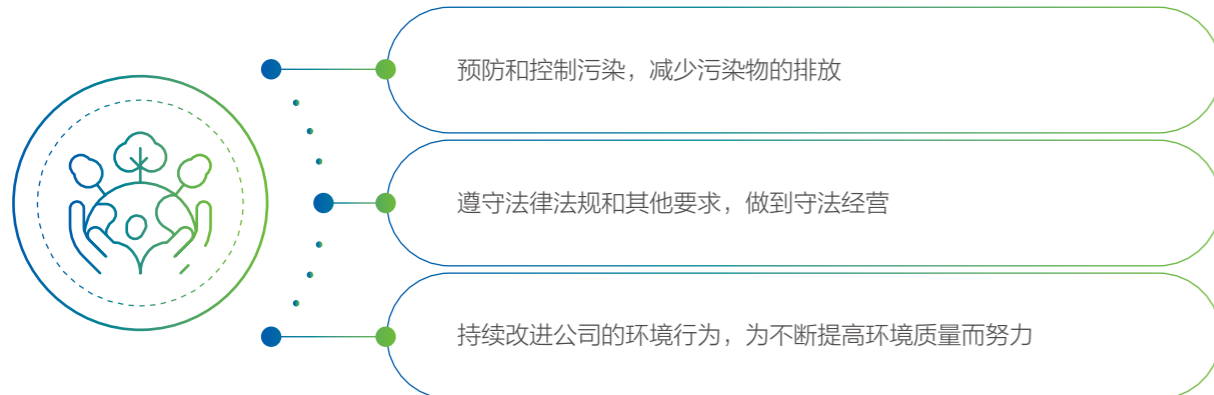 预防和控制污染，减少污染物的排放
遵守法律法规和其他要求，做到守法经营
持续改进公司的环境行为，为不断提高环境质量而努力